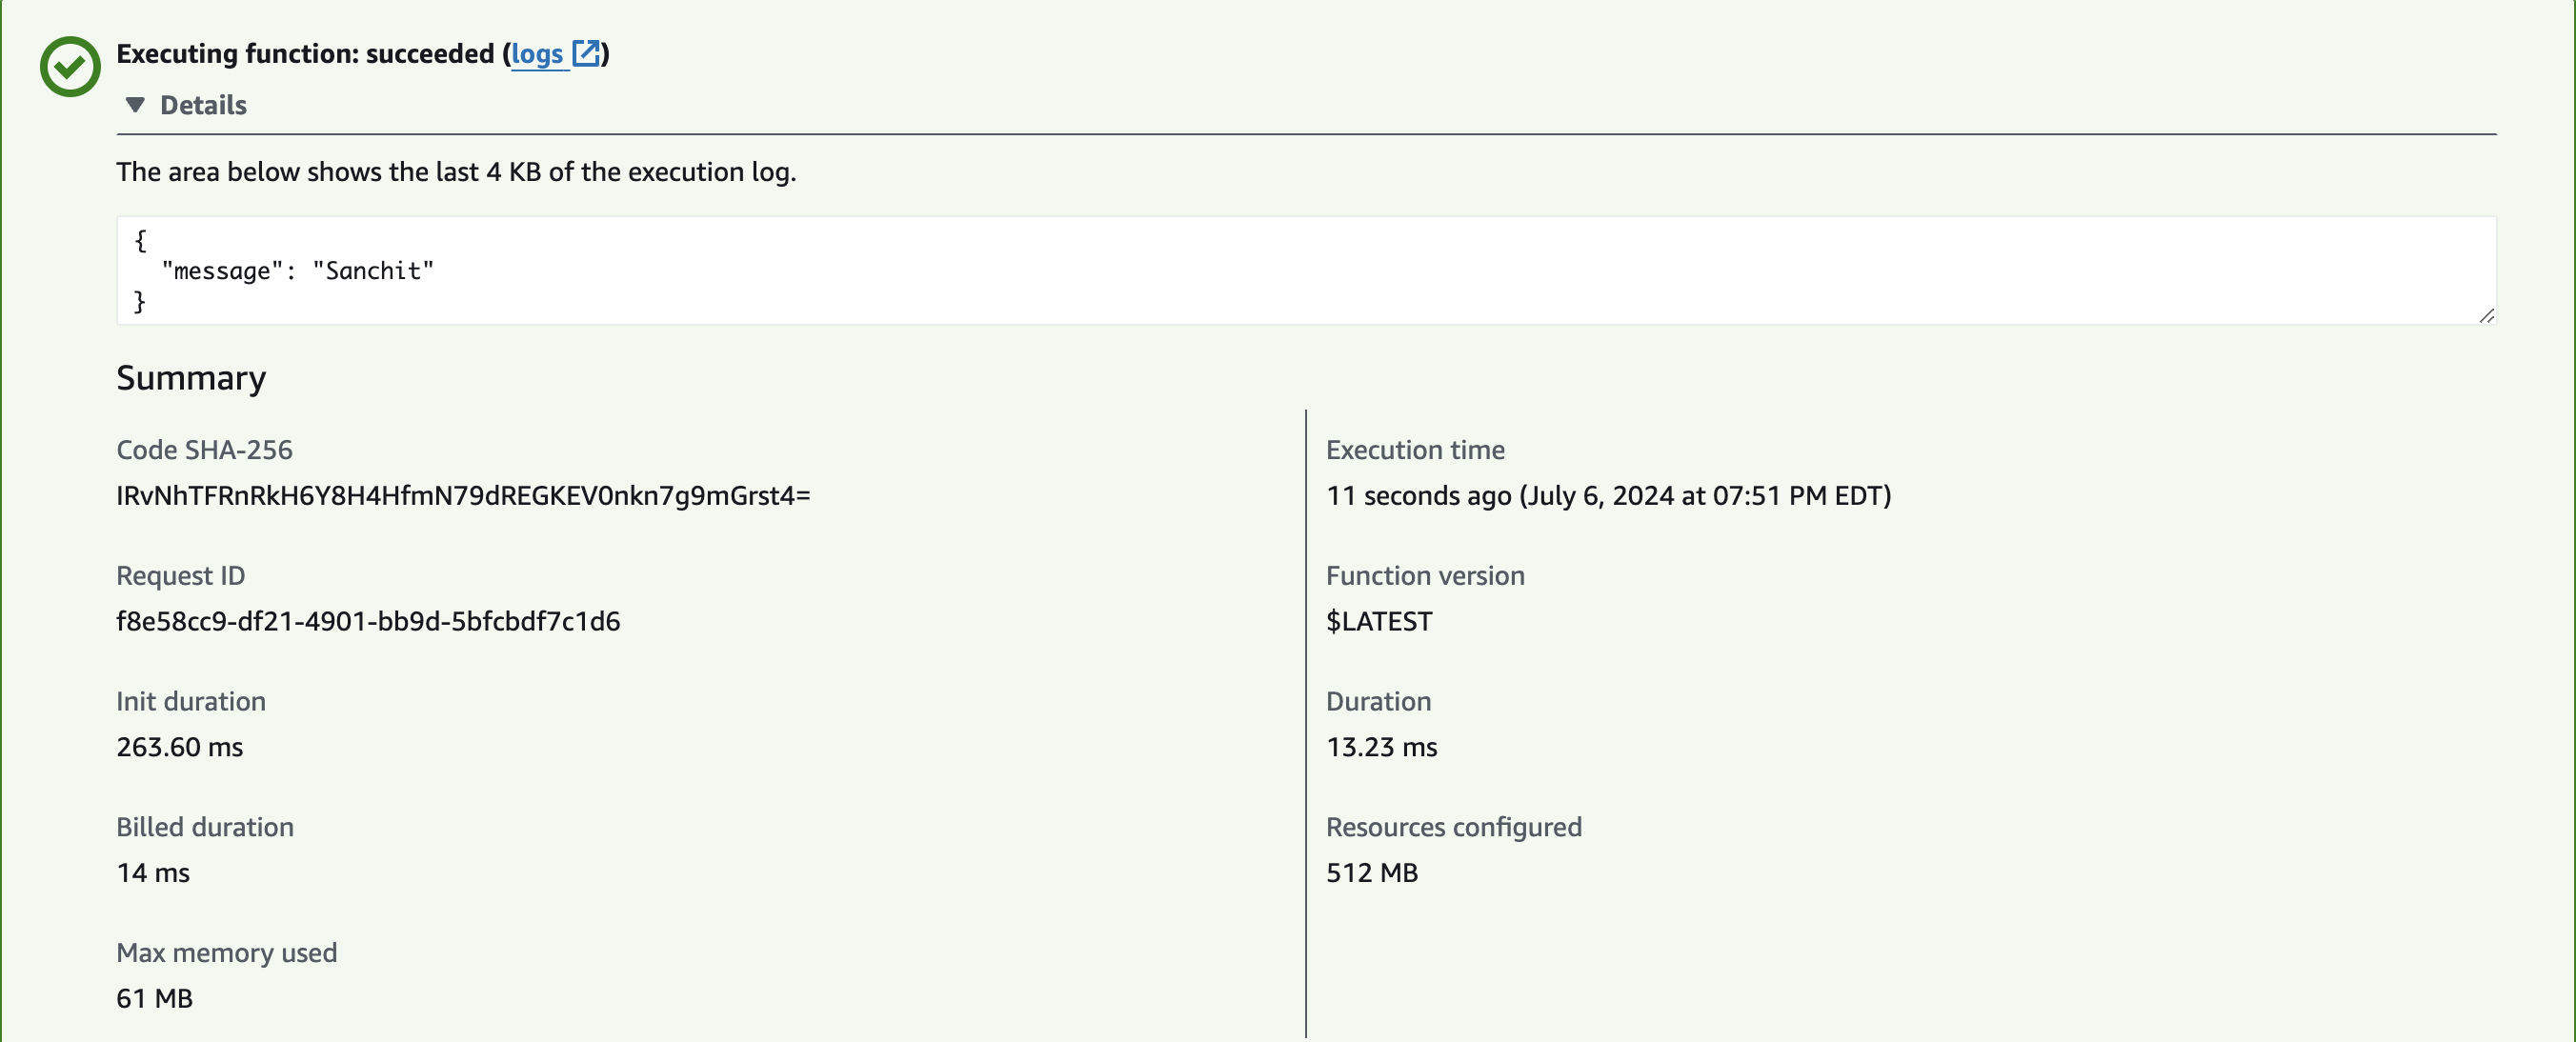 Executing function: succeeded (logs)
Details
The area below shows the last 4 KB of the execution log.
{
  "message": "Sanchit"
}
Summary
Code SHA-256
IRvNhTFRnRkH6Y8H4HfmN79dREGKEV0nkn7g9mGrst4=
Request ID
f8e58cc9-df21-4901-bb9d-5bfcbdf7c1d6
Init duration
263.60 ms
Billed duration
14 ms
Max memory used
61 MB
Execution time
11 seconds ago (July 6, 2024 at 07:51 PM EDT)
Function version
$LATEST
Duration
13.23 ms
Resources configured
512 MB